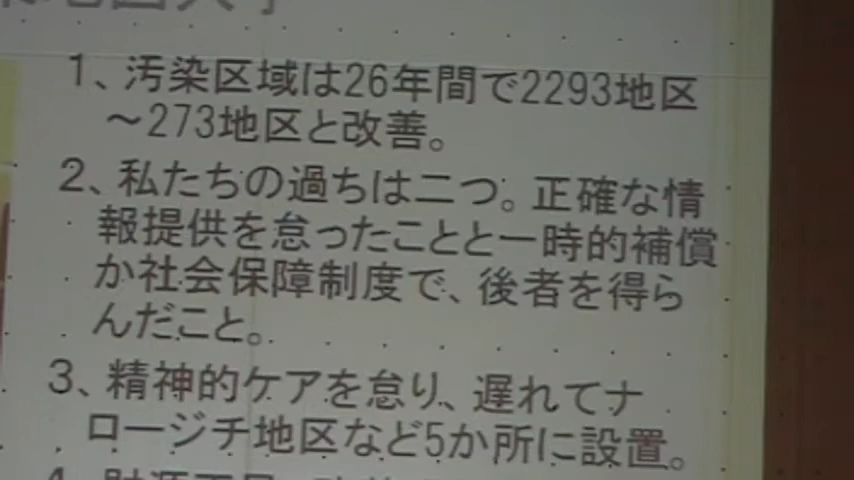 1、汚染区域は26年間で2293地区
～273地区と改善。
2、私たちの過ちは二つ。正確な情
報提供を怠ったことと一時的補償
か社会保障制度で、後者を得ら
んだこと。
3、精神的ケアを怠り、遅れてナ
ロージチ地区など5か所に設置。